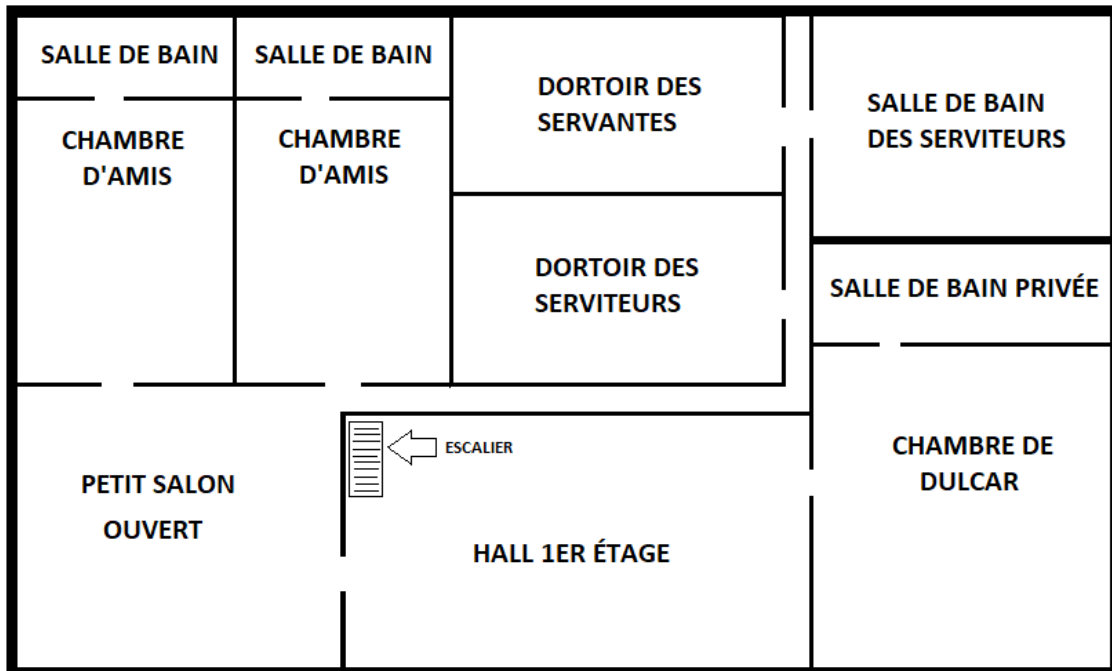 SALLE DE BAIN
SALLE DE BAIN
DORTOIR DES
SERVANTES
SALLE DE BAIN
DES SERVITEURS
CHAMBRE
D'AMIS
CHAMBRE
D'AMIS
DORTOIR DES
SERVITEURS
SALLE DE BAIN PRIVÉE
ESCALIER
CHAMBRE DE
DULCAR
PETIT SALON
OUVERT
HALL 1ER ÉTAGE